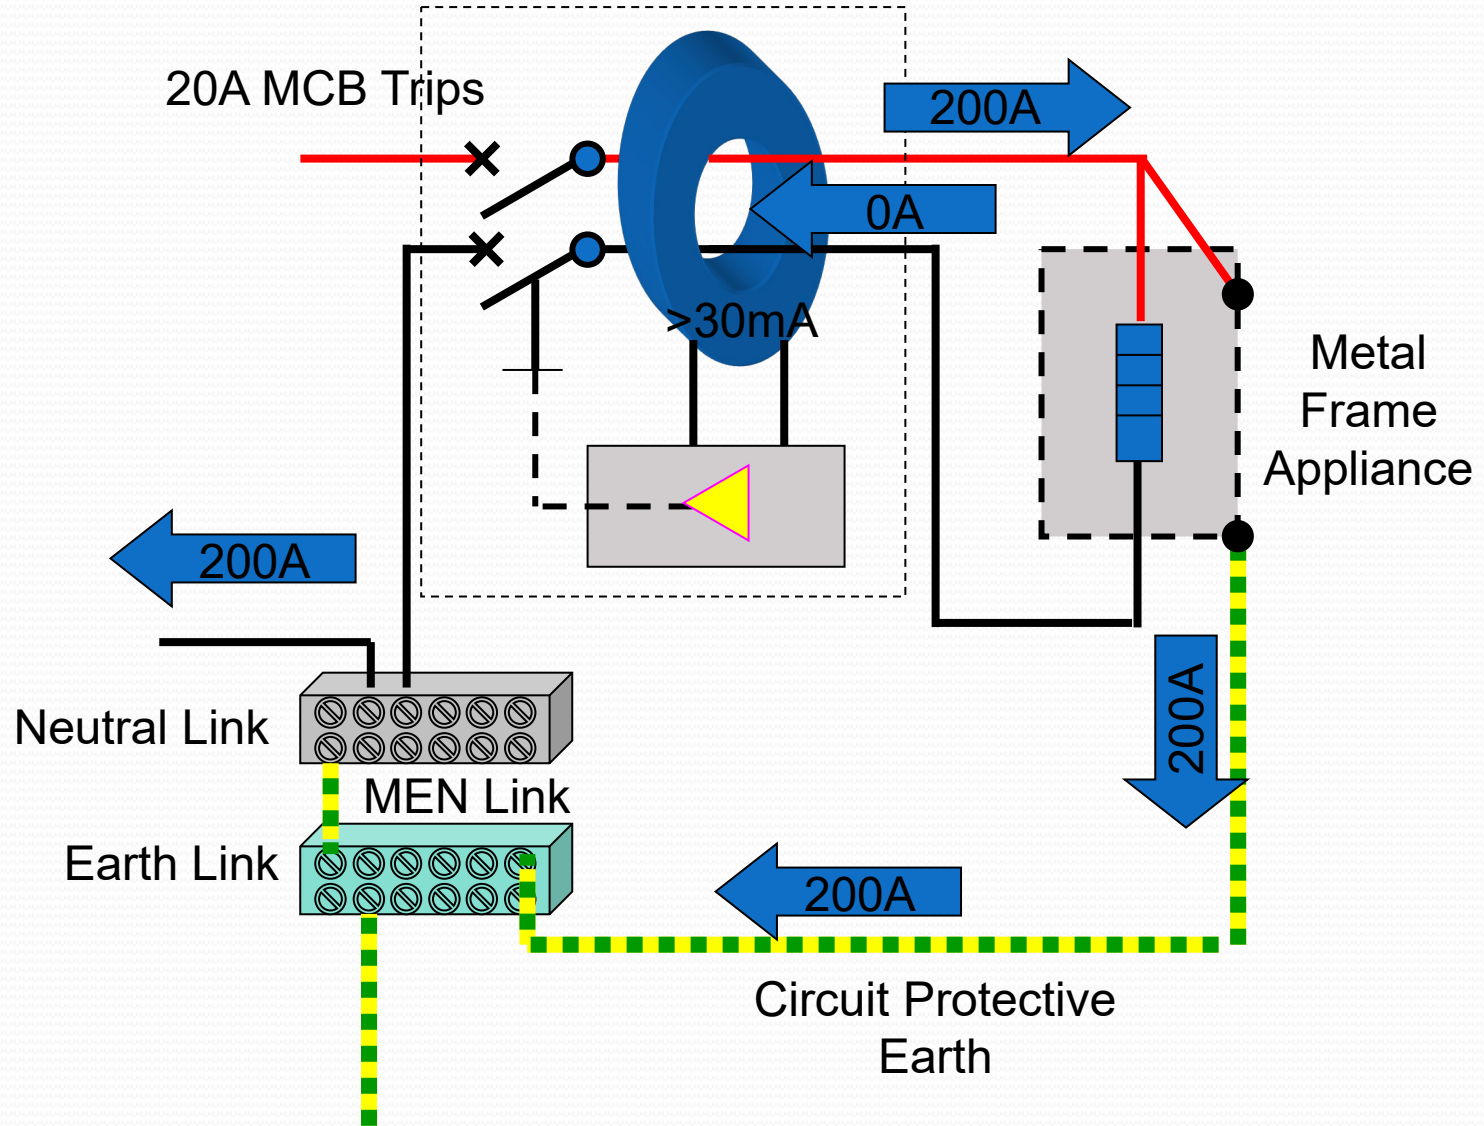 20A MCB Trips
200A
0A
>30mA
Metal
Frame
Appliance
200A
Neutral Link
200A
MEN Link
Earth Link
200A
Circuit Protective
Earth